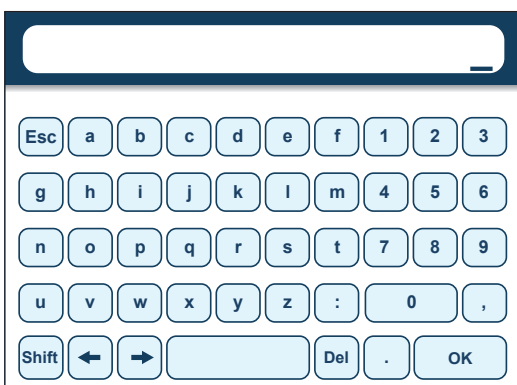 _
Esc a b c d e f 1 2 3
g h i j k l m 4 5 6
n o p q r s t 7 8 9
u v w x y z : 0 ,
Shift ← → Del . OK